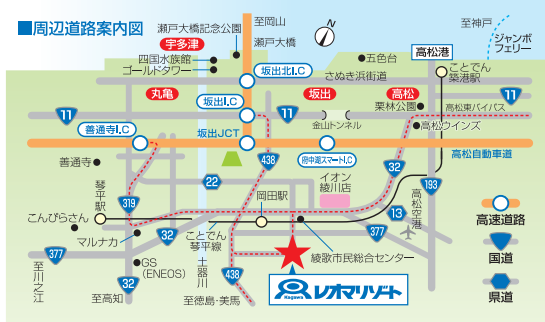 ■周辺道路案内図
至岡山
至神戸
瀬戸大橋記念公園
瀬戸大橋
宇多津
四国水族館
ゴールドタワー
五色台
高松港
ジャンボ
フェリー
坂出北I.C
さぬき浜街道
ことでん
築港駅
丸亀
坂出I.C
坂出
高松
栗林公園
11
11
11
高松東バイパス
金山トンネル
高松ウインズ
善通寺I.C
坂出JCT
府中湖スマートI.C
高松自動車道
善通寺
438
32
22
イオン
綾川店
193
319
琴平駅
岡田駅
高松空港
高速道路
こんぴらさん
13
マルナカ
32
ことでん
琴平線
377
国道
377
綾歌市民総合センター
GS
(ENEOS)
土器川
県道
至川之江
32
438
至高知
至徳島・美馬
Kagawa
レオマリゾート